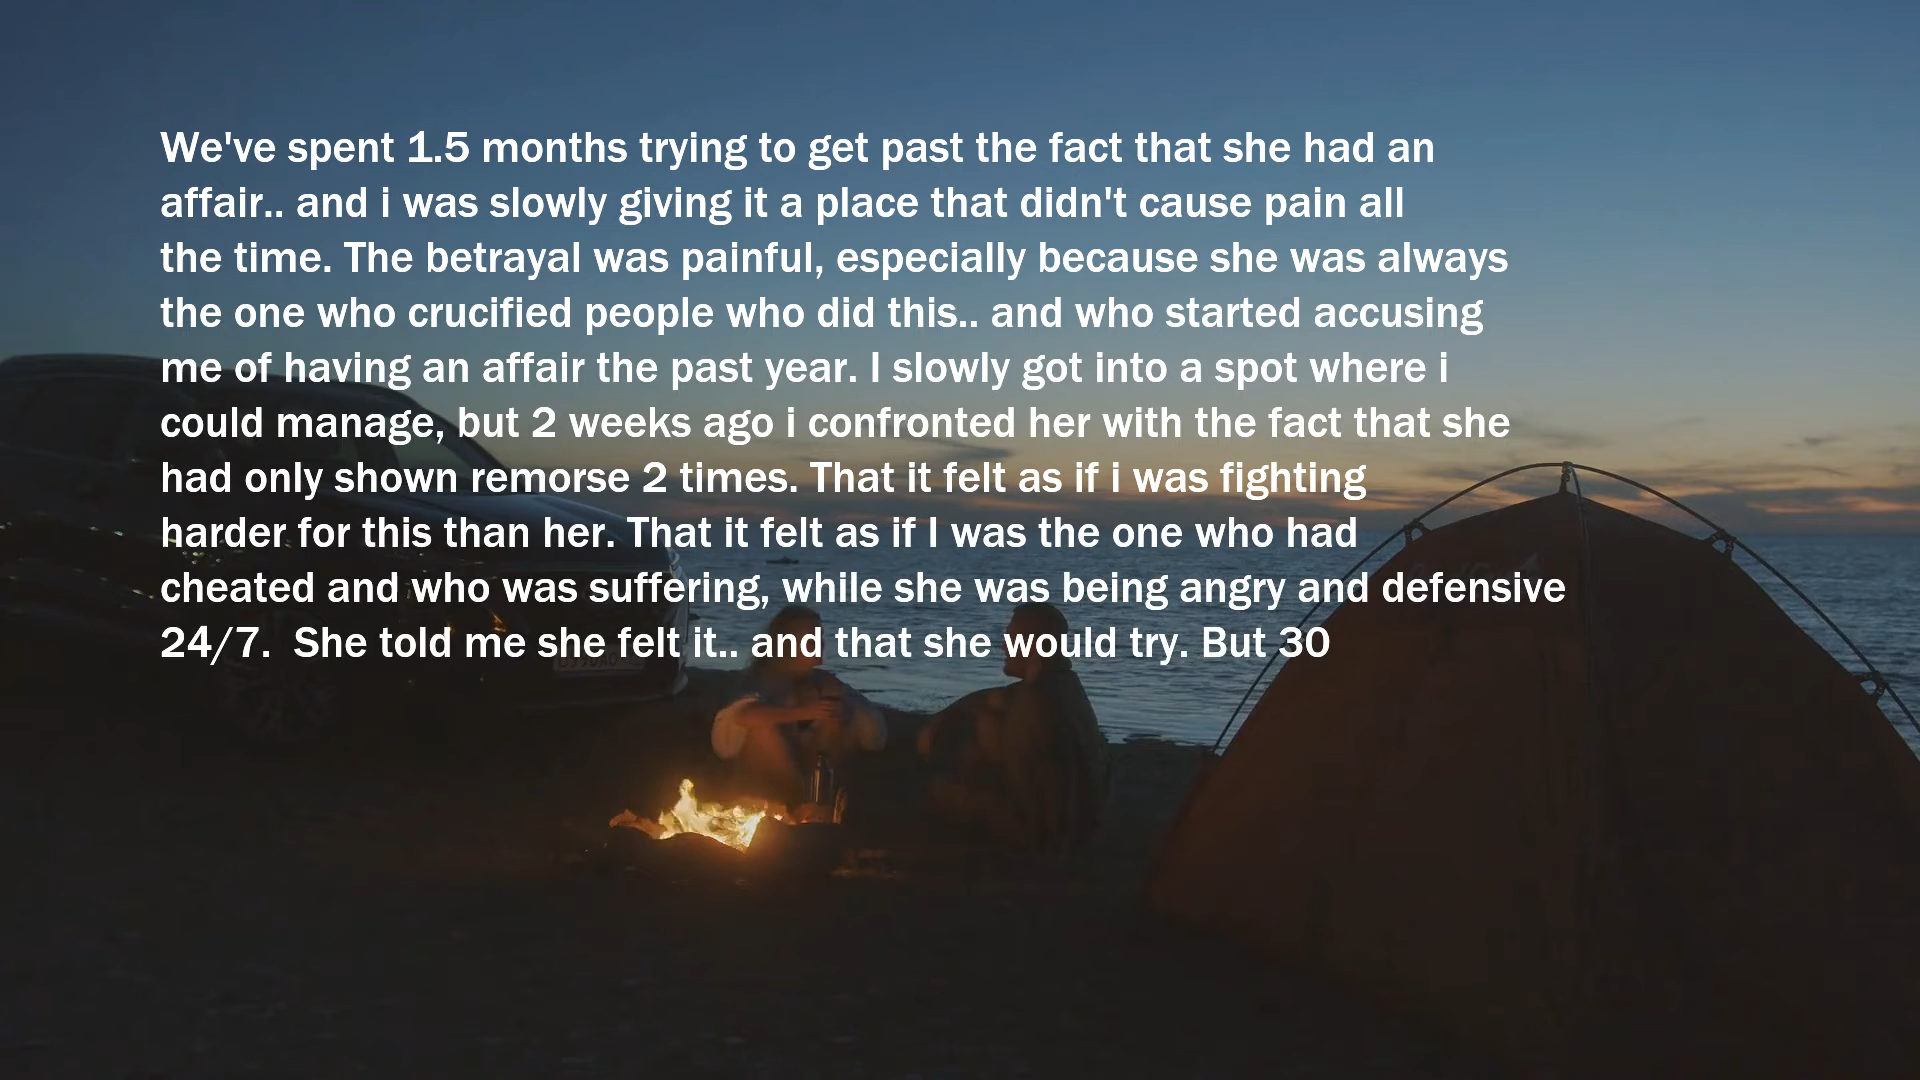 We've spent 1.5 months trying to get past the fact that she had an
affair.. and i was slowly giving it a place that didn't cause pain all
the time. The betrayal was painful, especially because she was always
the one who crucified people who did this.. and who started accusing
me of having an affair the past year. I slowly got into a spot where i
could manage, but 2 weeks ago i confronted her with the fact that she
had only shown remorse 2 times. That it felt as if i was fighting
harder for this than her. That it felt as if I was the one who had
cheated and who was suffering, while she was being angry and defensive
24/7.  She told me she felt it.. and that she would try. But 30